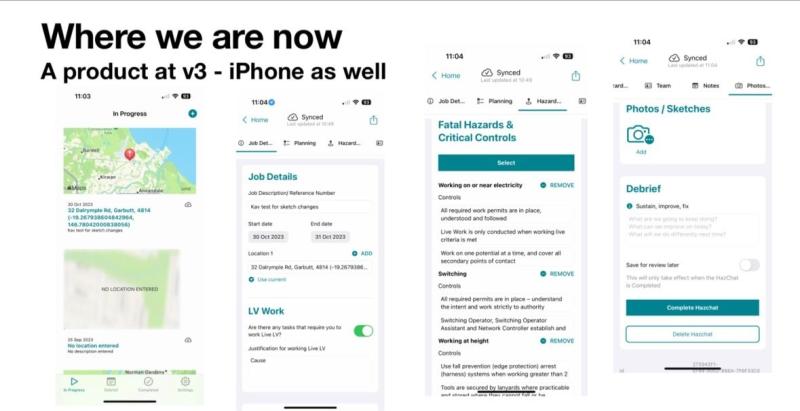 Where we are now
A product at v3 - iPhone as well
11:03
In Progress
Kirwan
Annandale
Maps
30 Oct 2023
32 Dalrymple Rd, Garbutt, 4814
(-19.267938604842964,
146.78042000838056)
Kav test for sketch changes
NO LOCATION ENTERED
25 Sep 2023
No location entered
No description entered
Norman Gardens
In Progress
Debrief
Completed
Settings
11:04
93
Home
Synced
Last updated at 10:49
Job Det...
Planning
Hazard...
Job Details
Job Description/ Reference Number
Kav test for sketch changes
Start date
End date
30 Oct 2023
31 Oct 2023
Location 1
ADD
32 Dalrymple Rd, Garbutt, 4814 (-19.2679386...
Use current
LV Work
Are there any tasks that require you to
work Live LV?
Justification for working Live LV
Cause
11:04
93
Home
Synced
Last updated at 10:49
Job Det...
Planning
Hazard...
Fatal Hazards &
Critical Controls
Select
Working on or near electricity
REMOVE
Controls
All required work permits are in place,
understood and followed
Live Work is only conducted when working live
criteria is met
Work on one potential at a time, and cover all
secondary points of contact
Switching
REMOVE
Controls
All required permits are in place – understand
the intent and work strictly to authority
Switching Operator, Switching Operator
Assistant and Network Controller establish and
Working at height
REMOVE
Controls
Use fall prevention (edge protection) arrest
(harness) systems when working greater than 2
Tools are secured by lanyards where practicable
and stored where they cannot fall or be
11:04
93
Home
Synced
Last updated at 11:04
zard...
Team
Notes
Photos...
Photos / Sketches
Add
Debrief
Sustain, improve, fix
What are we going to keep doing?
What can we improve on today?
What will we do differently next time?
Save for review later
This will only take effect when the HazChat
is Completed
Complete Hazchat
Delete Hazchat